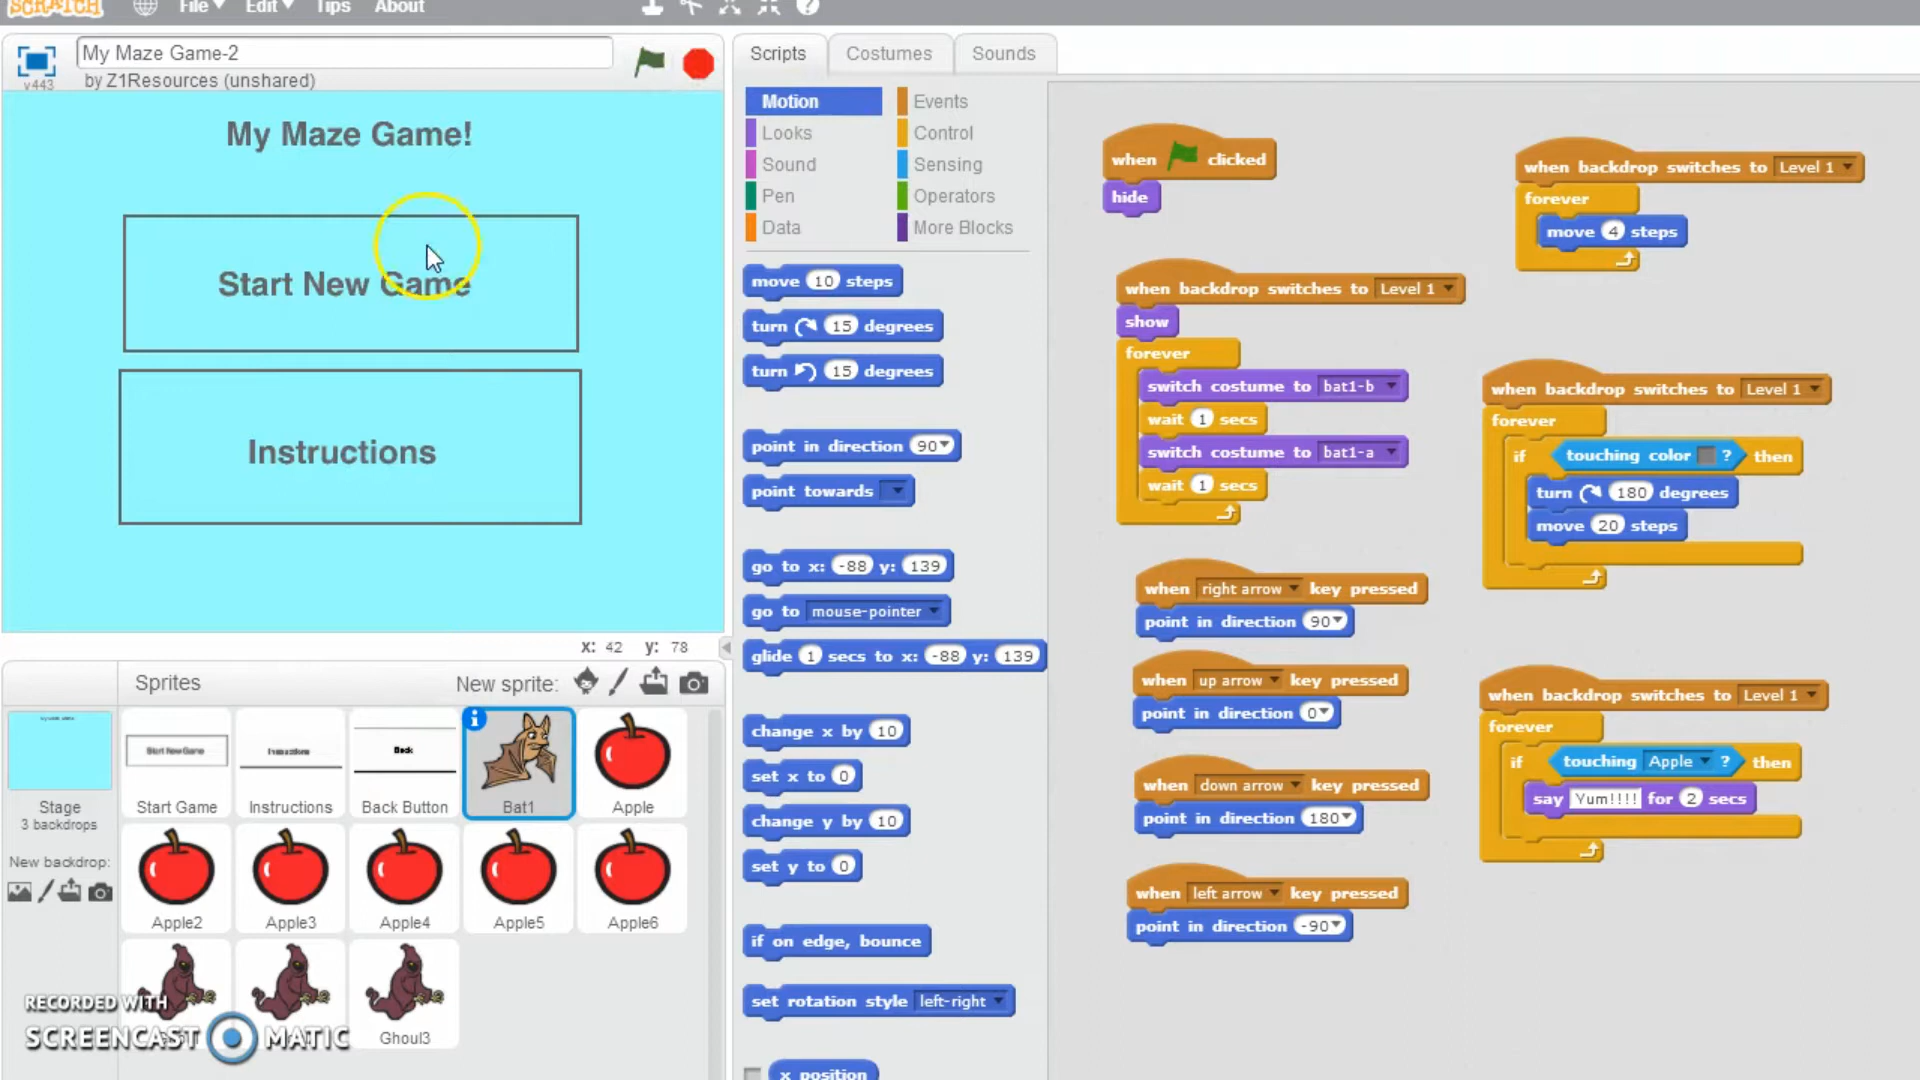 SCRATCH File Edit Tips About
My Maze Game-2
by Z1Resources (unshared)
v443
My Maze Game!
Start New Game
Instructions
x: 42 y: 78
Sprites New sprite:
Start New Game
Instructions
Back
Stage
3 backdrops
New backdrop:
Start Game
Instructions
Back Button
Bat1
Apple
Apple2
Apple3
Apple4
Apple5
Apple6
Ghoul3
RECORDED WITH
SCREENCAST MATIC
Scripts Costumes Sounds
Motion Events
Looks Control
Sound Sensing
Pen Operators
Data More Blocks
move 10 steps
turn 15 degrees
turn 15 degrees
point in direction 90
point towards
go to x: -88 y: 139
go to mouse-pointer
glide 1 secs to x: -88 y: 139
change x by 10
set x to 0
change y by 10
set y to 0
if on edge, bounce
set rotation style left-right
x position
when clicked
hide
when backdrop switches to Level 1
show
forever
switch costume to bat1-b
wait 1 secs
switch costume to bat1-a
wait 1 secs
when right arrow key pressed
point in direction 90
when up arrow key pressed
point in direction 0
when down arrow key pressed
point in direction 180
when left arrow key pressed
point in direction -90
when backdrop switches to Level 1
forever
move 4 steps
when backdrop switches to Level 1
forever
if touching color ? then
turn 180 degrees
move 20 steps
when backdrop switches to Level 1
forever
if touching Apple ? then
say Yum!!!! for 2 secs